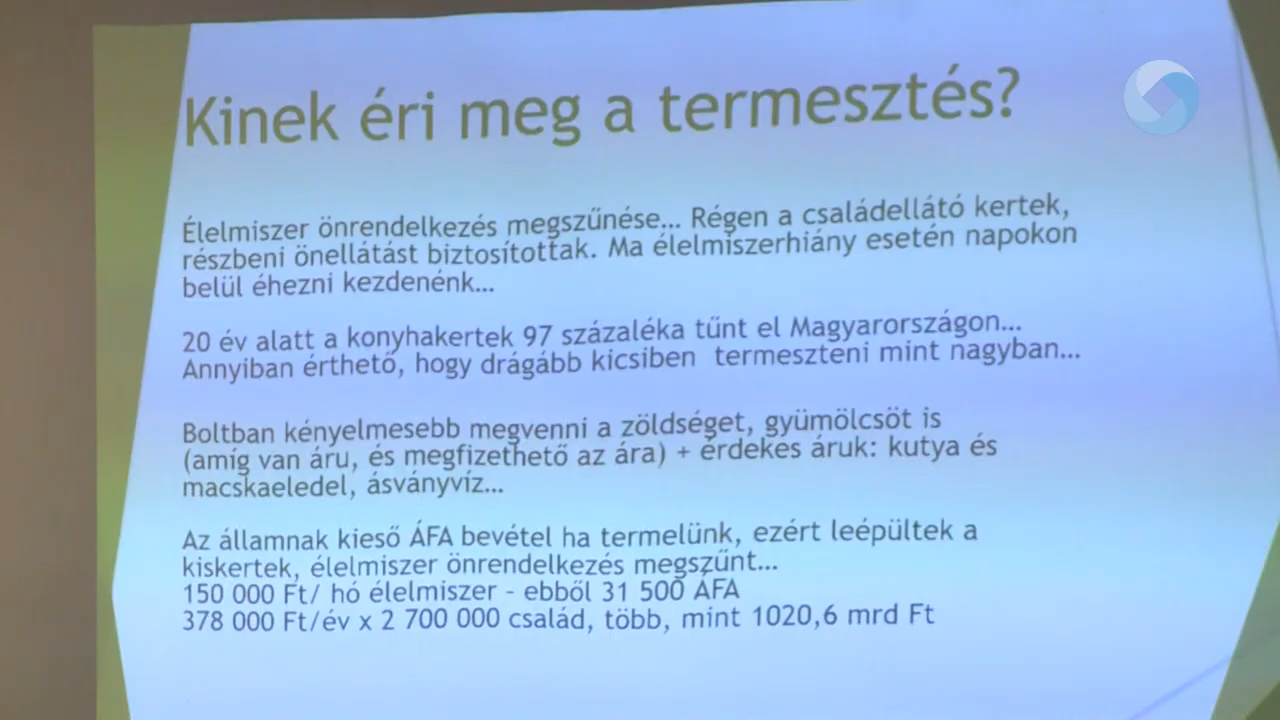 Kinek éri meg a termesztés?
Élelmiszer önrendelkezés megszűnése... Régen a családellátó kertek,
részbeni önellátást biztosítottak. Ma élelmiszerhiány esetén napokon
belül éhezni kezdenénk...
20 év alatt a konyhakertek 97 százaléka tűnt el Magyarországon...
Annyiban érthető, hogy drágább kicsiben termeszteni mint nagyban...
Boltban kényelmesebb megvenni a zöldséget, gyümölcsöt is
(amíg van áru, és megfizethető az ára) + érdekes áruk: kutya és
macskaeledel, ásványvíz...
Az államnak kieső ÁFA bevétel ha termelünk, ezért leépültek a
kiskertek, élelmiszer önrendelkezés megszűnt...
150 000 Ft/ hó élelmiszer - ebből 31 500 ÁFA
378 000 Ft/év x 2 700 000 család, több, mint 1020,6 mrd Ft